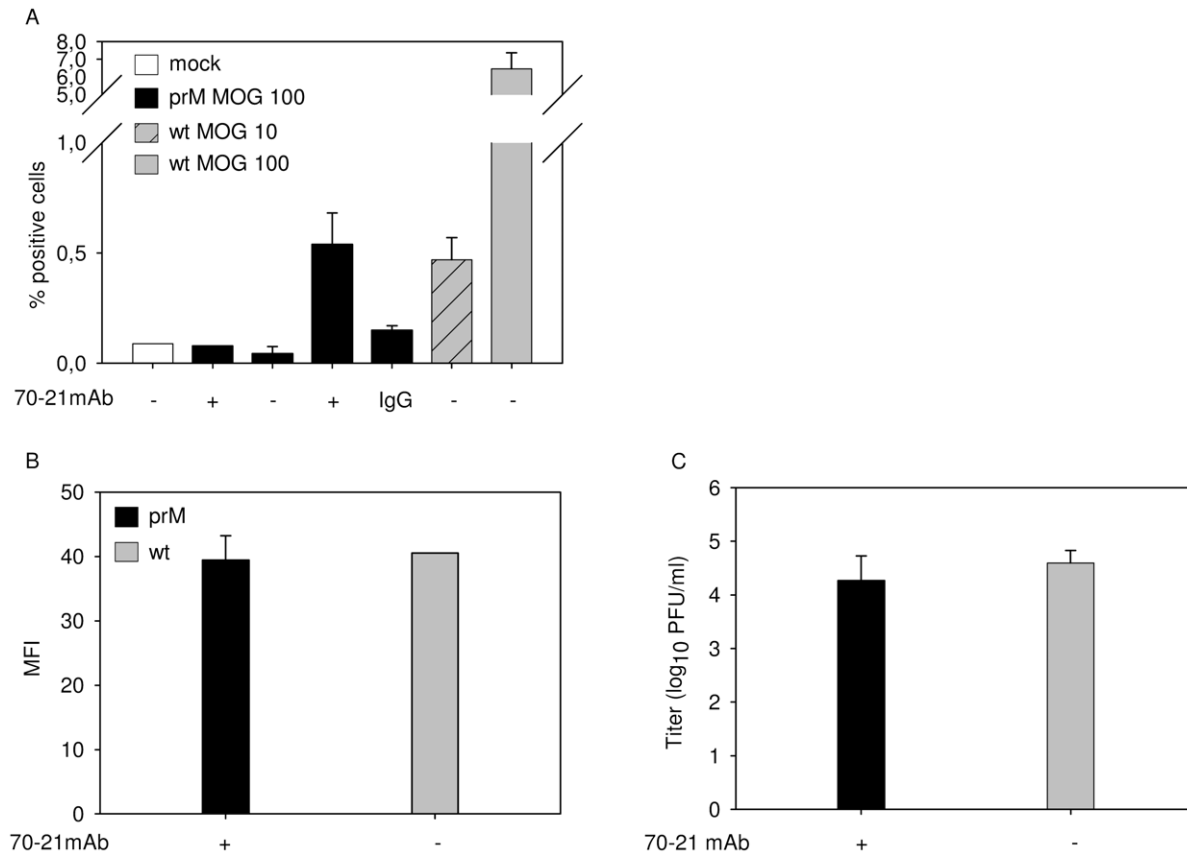 A
8,0
7,0
6,0
5,0
1,0
0,5
0,0
% positive cells
mock
prM MOG 100
wt MOG 10
wt MOG 100
70-21mAb - + - + IgG - -
B
50
40
30
20
10
0
MFI
prM
wt
70-21mAb + -
C
6
5
4
3
2
1
0
Titer (log10 PFU/ml)
70-21 mAb + -